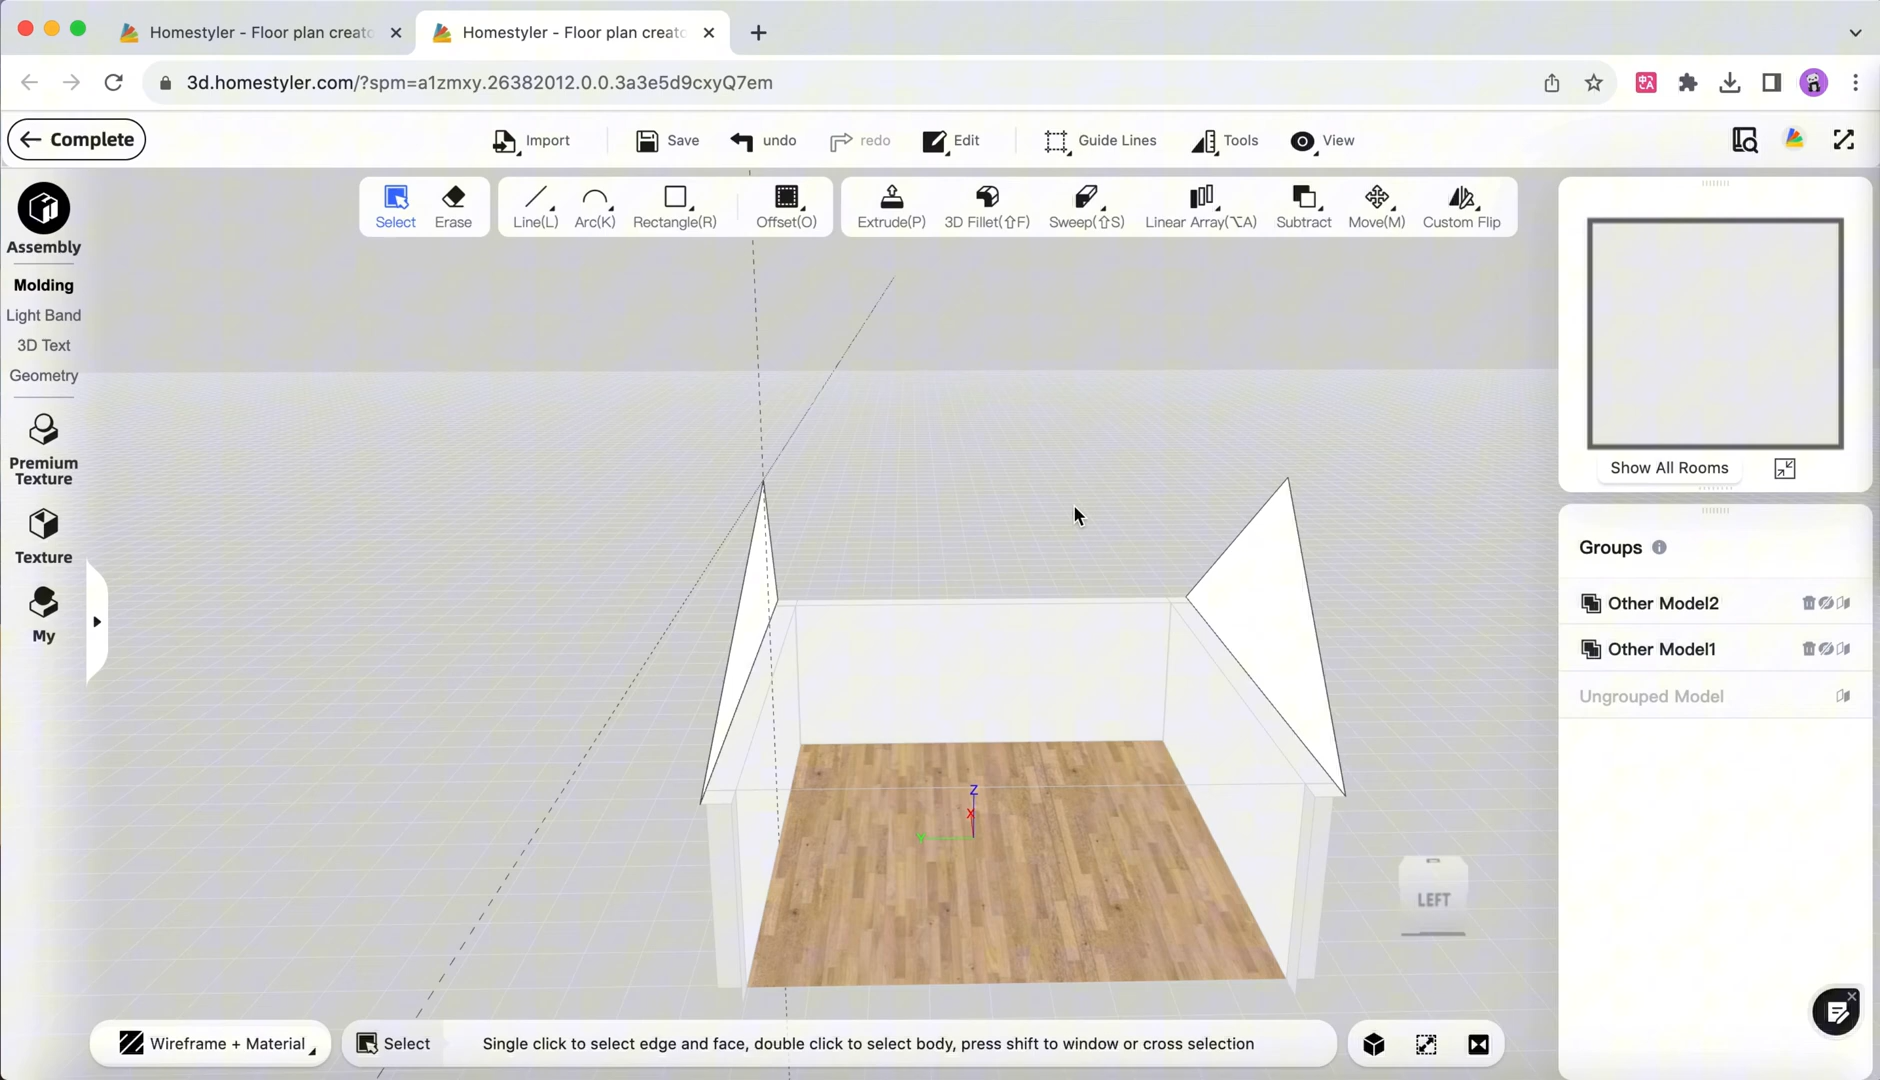 Homestyler - Floor plan creato
Homestyler - Floor plan creato
3d.homestyler.com/?spm=a1zmxy.26382012.0.0.3a3e5d9cxyQ7em
Complete
Import
Save
undo
redo
Edit
Guide Lines
Tools
View
Select
Erase
Line(L)
Arc(K)
Rectangle(R)
Offset(O)
Extrude(P)
3D Fillet(⇧F)
Sweep(⇧S)
Linear Array(⌥A)
Subtract
Move(M)
Custom Flip
Assembly
Molding
Light Band
3D Text
Geometry
Premium
Texture
Texture
My
Show All Rooms
Groups
Other Model2
Other Model1
Ungrouped Model
Z
X
Y
LEFT
Wireframe + Material
Select
Single click to select edge and face, double click to select body, press shift to window or cross selection